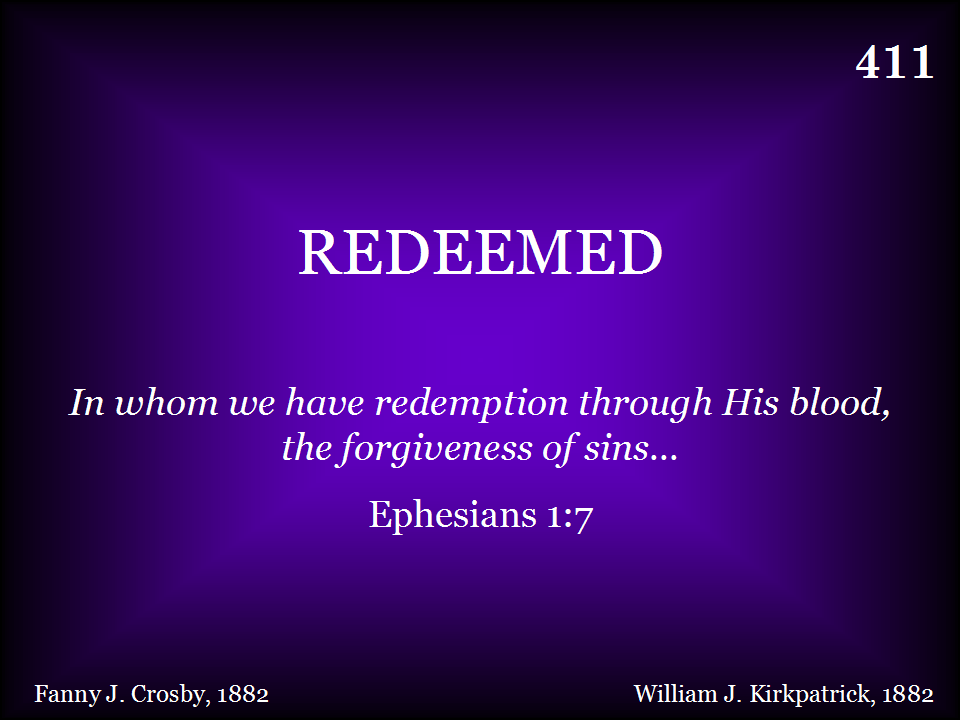 411
REDEEMED
In whom we have redemption through His blood,
the forgiveness of sins...
Ephesians 1:7
Fanny J. Crosby, 1882
William J. Kirkpatrick, 1882